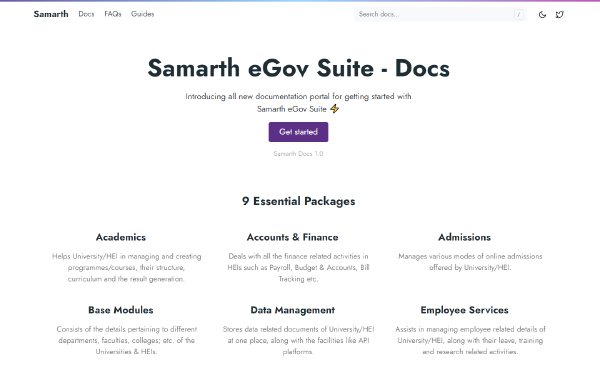 Samarth Docs FAQs Guides Search docs... /
Samarth eGov Suite - Docs
Introducing all new documentation portal for getting started with
Samarth eGov Suite ⚡
Get started
Samarth Docs 1.0
9 Essential Packages
Academics
Helps University/HEI in managing and creating
programmes/courses, their structure,
curriculum and the result generation.
Accounts & Finance
Deals with all the finance related activities in
HEIs such as Payroll, Budget & Accounts, Bill
Tracking etc.
Admissions
Manages various modes of online admissions
offered by University/HEI.
Base Modules
Consists of the details pertaining to different
departments, faculties, colleges; etc. of the
Universities & HEIs.
Data Management
Stores data related documents of University/HEI
at one place, along with the facilities like API
platforms.
Employee Services
Assists in managing employee related details of
University/HEI, along with their leave, training
and research related activities.